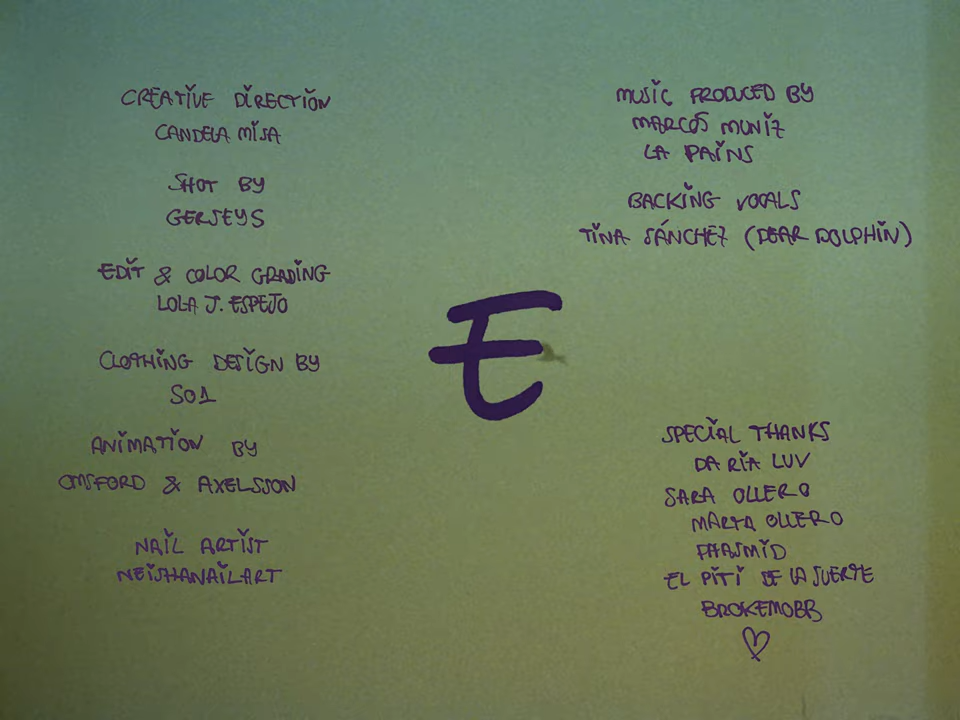 CREATIVE DIRECTION
CANDELA MISA
SHOT BY
GERSEYS
EDIT & COLOR GRADING
LOLA J. ESPEJO
CLOTHING DESIGN BY
SO1
ANIMATION BY
OMSFORD & AXELSSON
NAIL ARTIST
NEISHANAILART
E
MUSIC PRODUCED BY
MARCOS MUNIZ
LA PAINS
BACKING VOCALS
TINA SÁNCHEZ (DEAR DOLPHIN)
SPECIAL THANKS
DA RIA LUV
SARA OLLERO
MARTA OLLERO
PHASMID
EL PITI DE LA SUERTE
BROKEMOBB